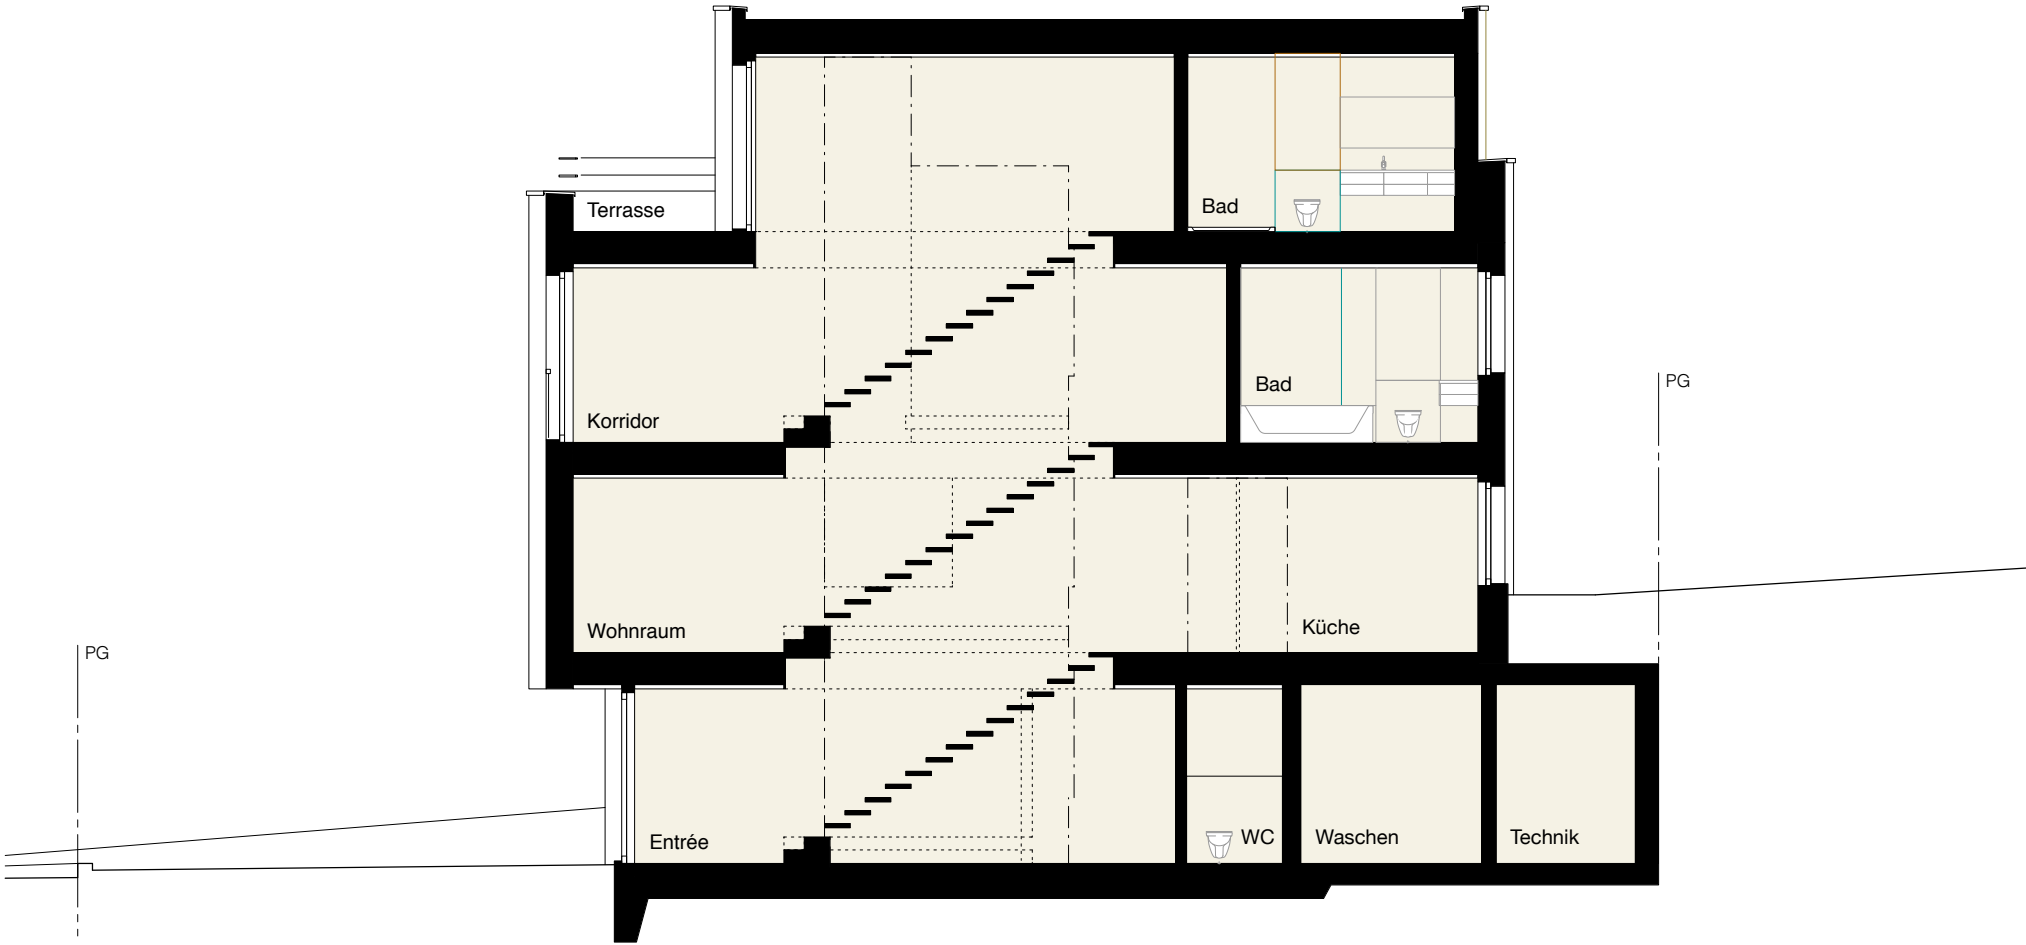 Terrasse
Bad
Korridor
Bad
PG
Wohnraum
Küche
PG
Entrée
WC
Waschen
Technik